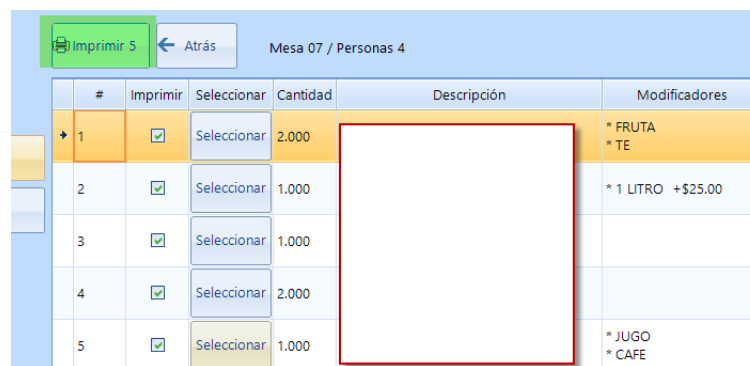 Imprimir 5 Atrás Mesa 07 / Personas 4
# Imprimir Seleccionar Cantidad Descripción Modificadores
1 Seleccionar 2.000 * FRUTA
* TE
2 Seleccionar 1.000 * 1 LITRO +$25.00
3 Seleccionar 1.000
4 Seleccionar 2.000
5 Seleccionar 1.000 * JUGO
* CAFE